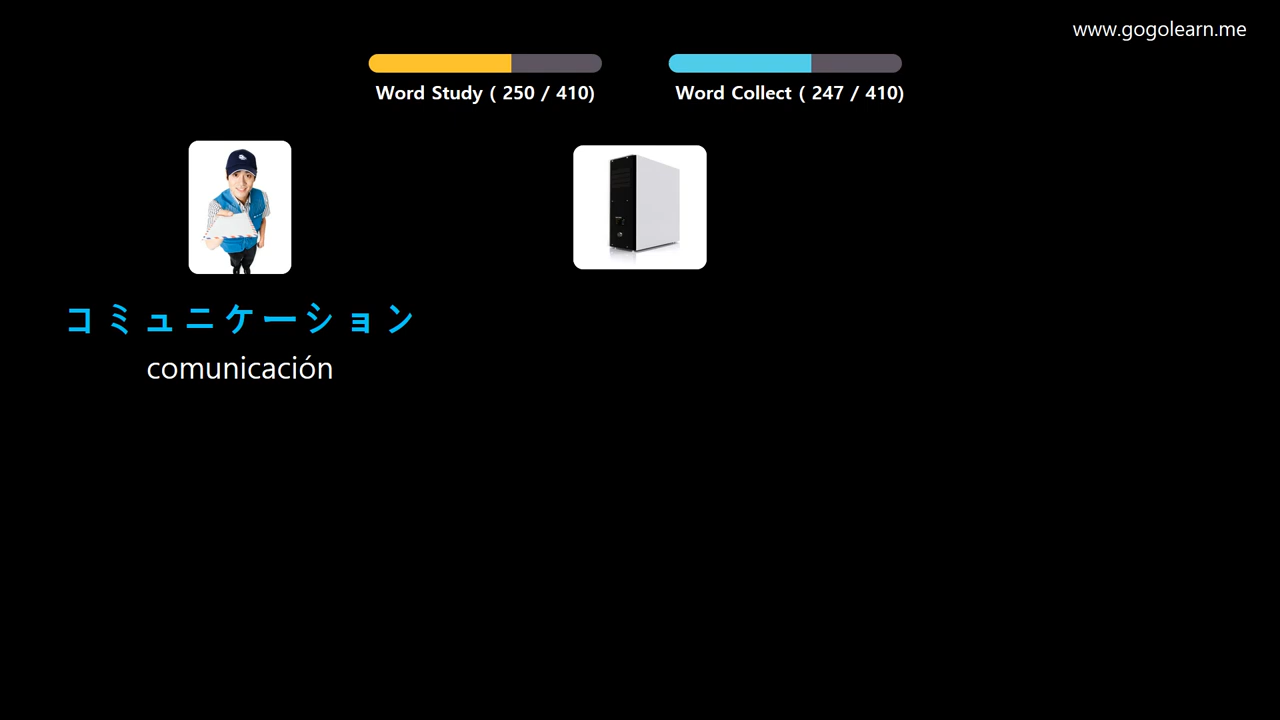 www.gogolearn.me
Word Study ( 250 / 410)
Word Collect ( 247 / 410)
コミュニケーション
comunicación